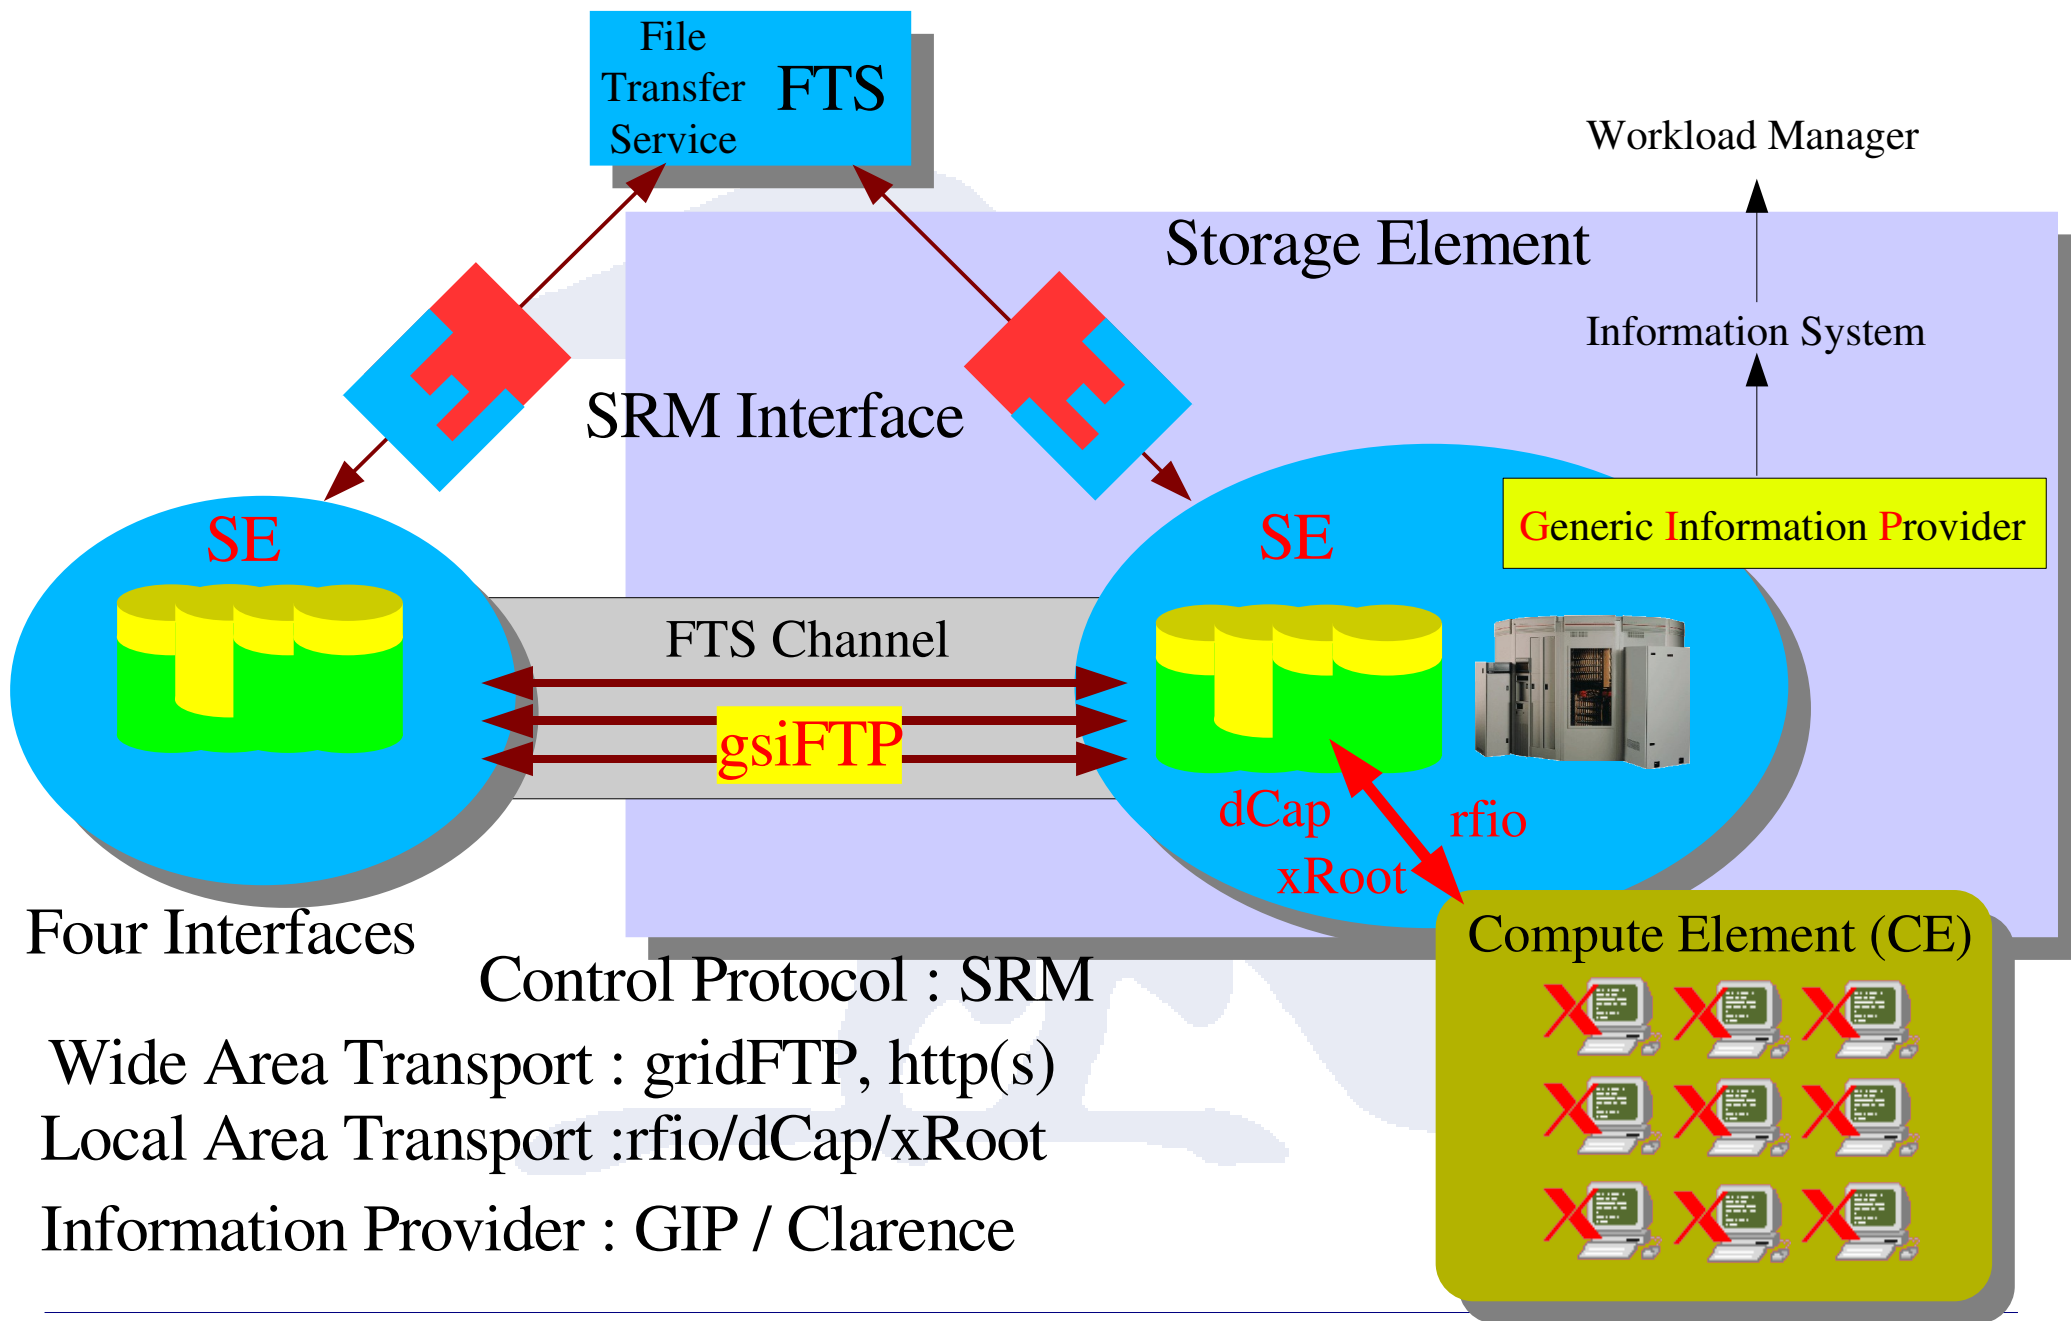 File
Transfer
Service
FTS
Workload Manager
Storage Element
Information System
SRM Interface
Generic Information Provider
SE
SE
FTS Channel
gsiFTP
dCap
rfio
xRoot
Four Interfaces
Compute Element (CE)
Control Protocol : SRM
Wide Area Transport : gridFTP, http(s)
Local Area Transport :rfio/dCap/xRoot
Information Provider : GIP / Clarence